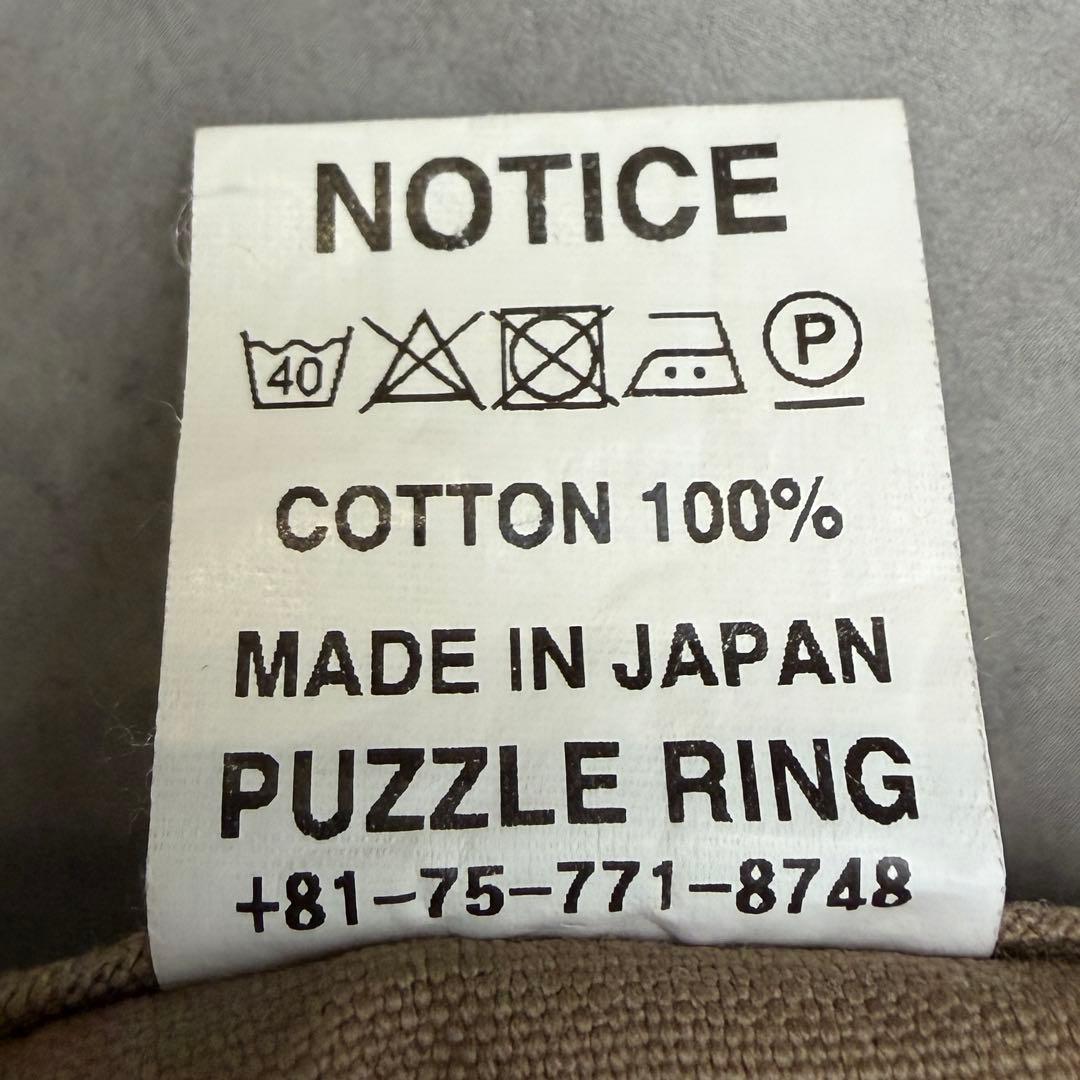 NOTICE
40 P
COTTON 100%
MADE IN JAPAN
PUZZLE RING
+81-75-771-8748